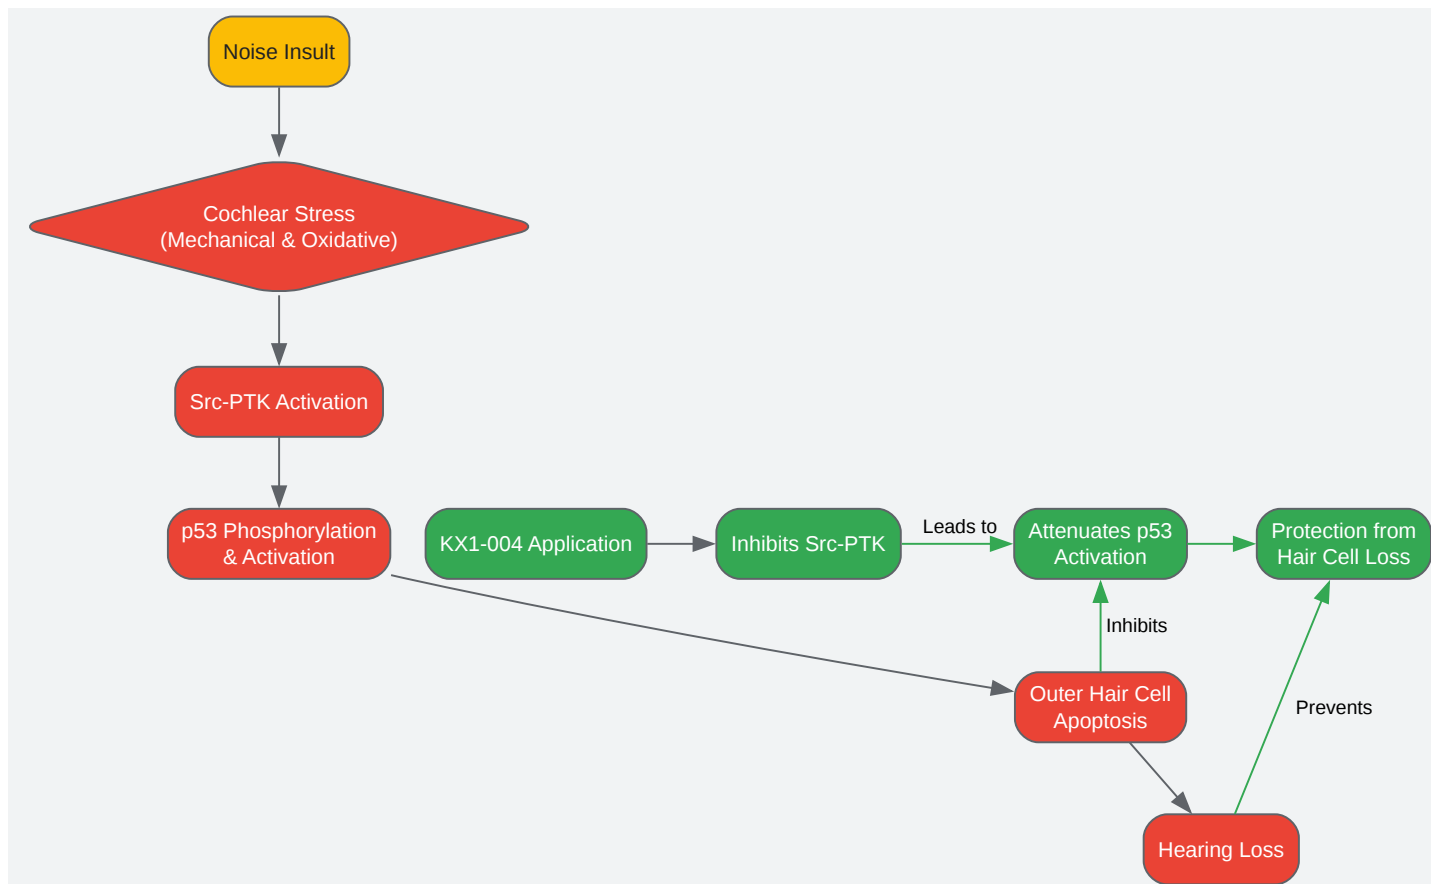 Noise Insult
Cochlear Stress
(Mechanical & Oxidative)
Src-PTK Activation
p53 Phosphorylation
& Activation
KX1-004 Application
Inhibits Src-PTK
Leads to
Attenuates p53
Activation
Protection from
Hair Cell Loss
Inhibits
Outer Hair Cell
Apoptosis
Prevents
Hearing Loss